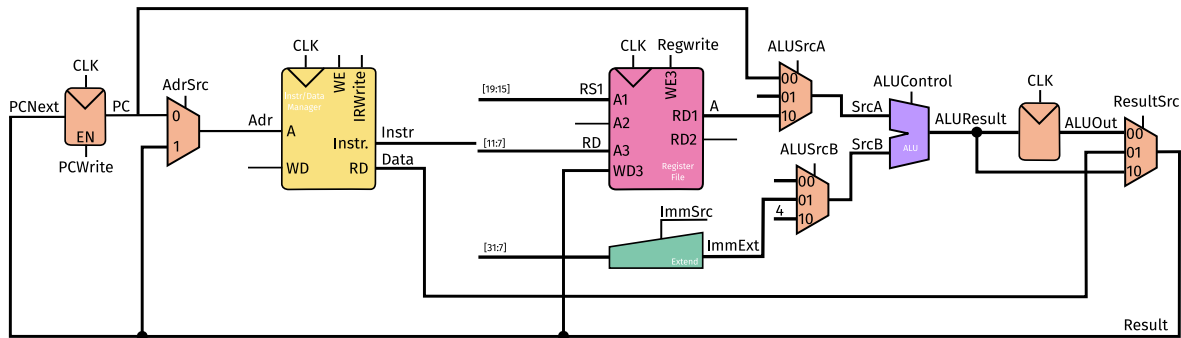 PCNext
CLK
EN
PCWrite
PC
AdrSrc
0
1
Adr
CLK
WE
IRWrite
Instr/Data
Manager
A
Instr.
WD
RD
Instr
Data
[19:15]
[11:7]
[31:7]
RS1
RD
CLK
Regwrite
WE3
A1
A2
A3
WD3
RD1
RD2
Register
File
A
ImmSrc
Extend
ImmExt
ALUSrcA
00
01
10
SrcA
ALUSrcB
00
01
10
4
SrcB
ALUControl
ALU
ALUResult
CLK
ALUOut
ResultSrc
00
01
10
Result